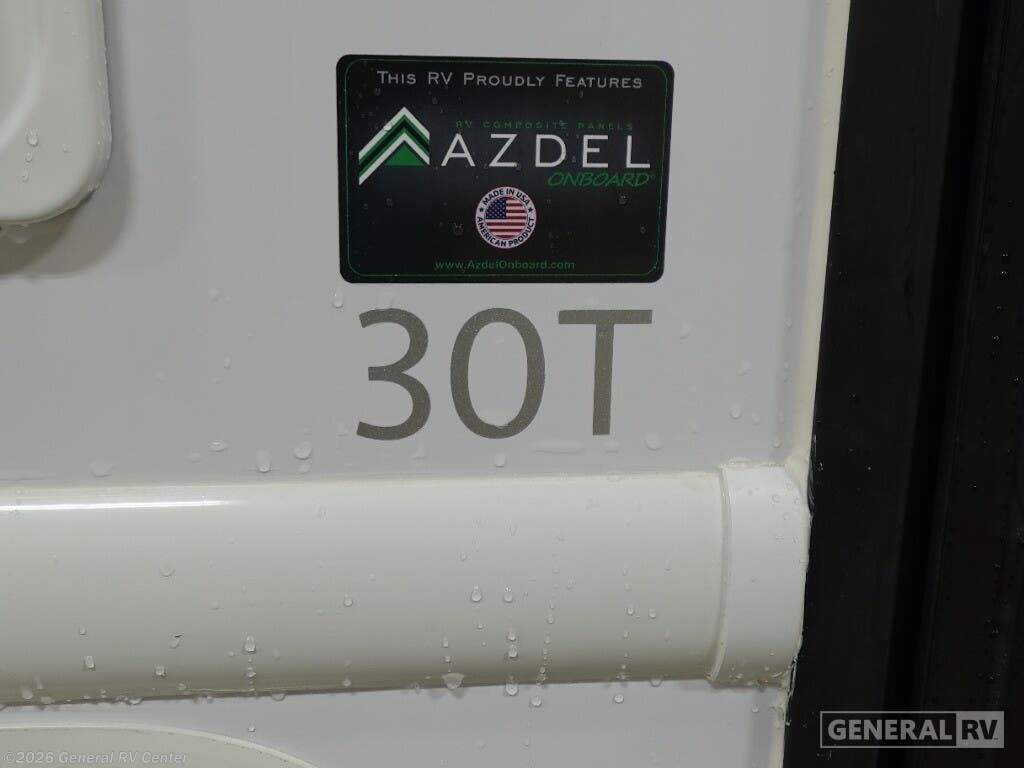 THIS RV PROUDLY FEATURES
RV COMPOSITE PANELS
AZDEL
ONBOARD®
MADE IN USA
AMERICAN PRODUCT
www.AzdelOnboard.com
30T
GENERAL RV
©2026 General RV Center